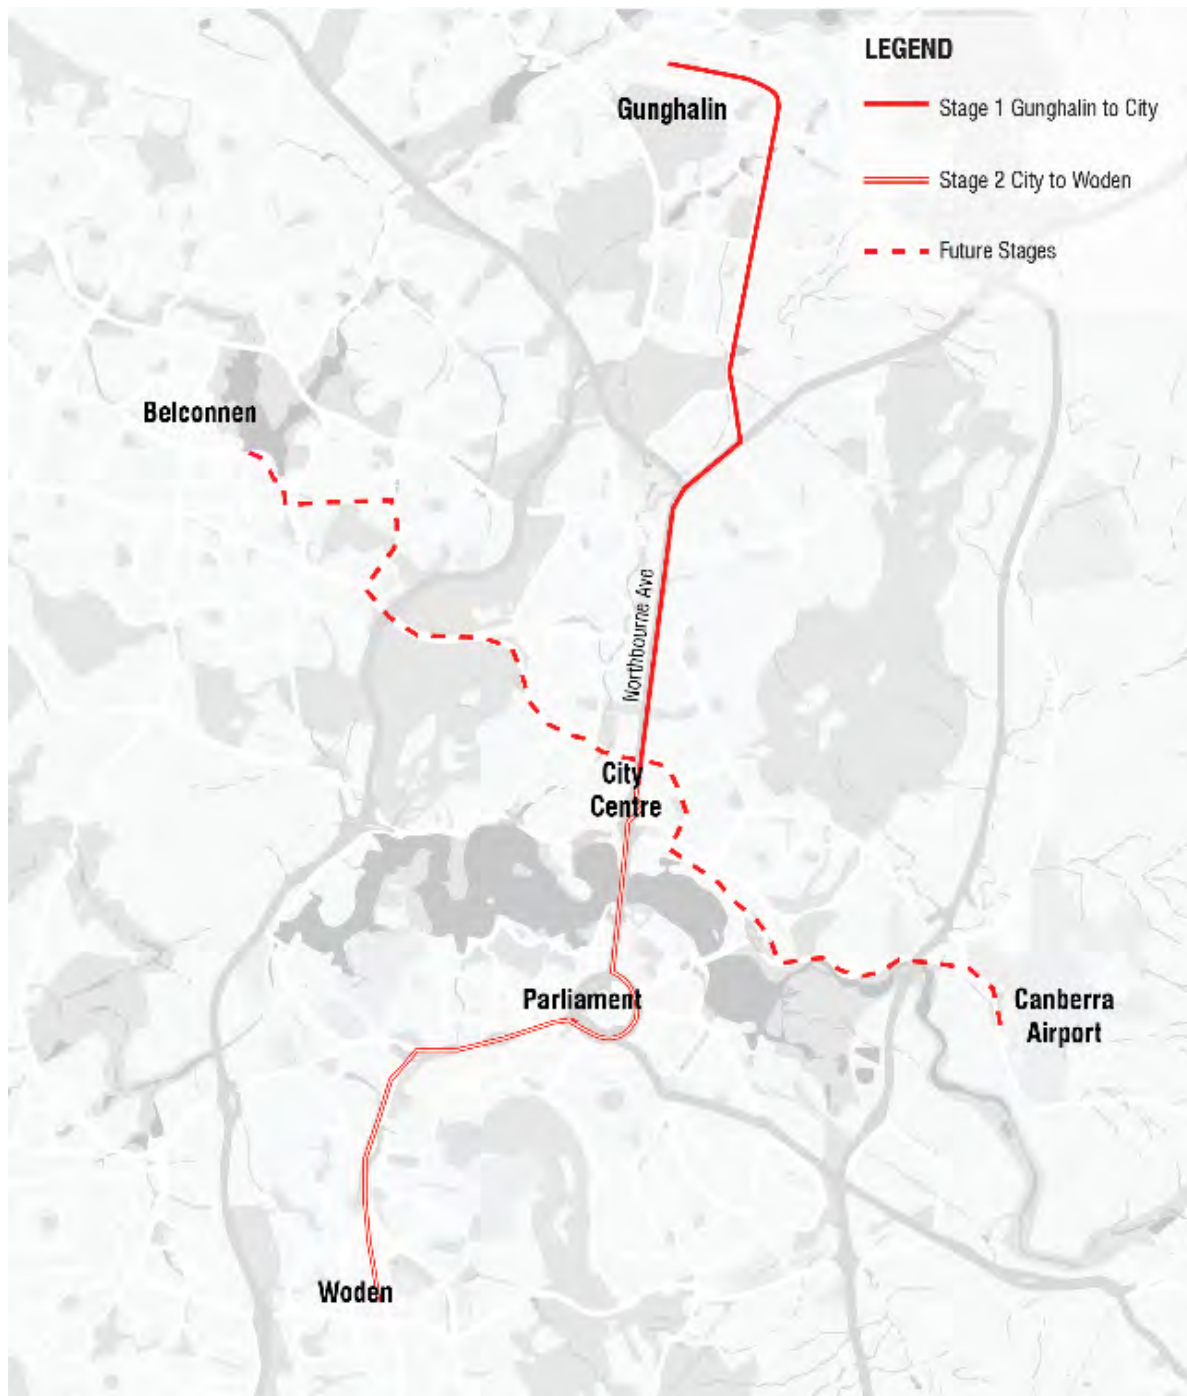 LEGEND
Stage 1 Gunghalin to City
Stage 2 City to Woden
Future Stages
Gunghalin
Belconnen
Northbourne Ave
City
Centre
Parliament
Canberra
Airport
Woden